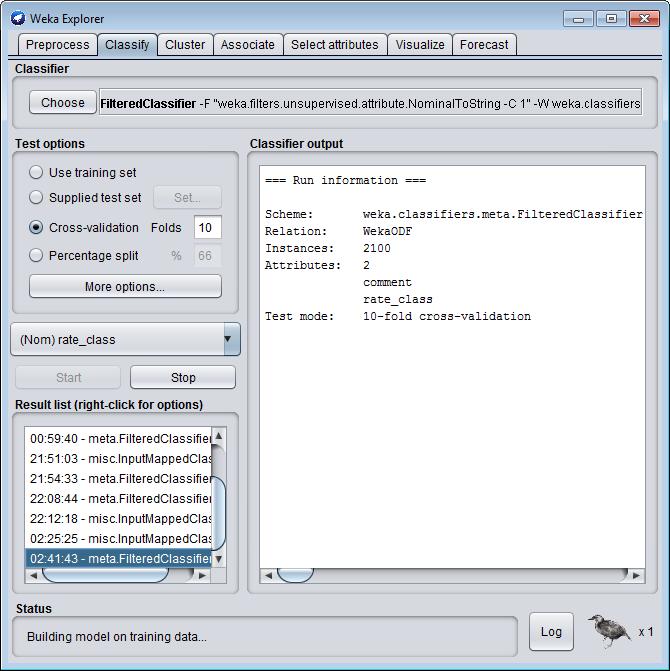 Weka Explorer
Preprocess Classify Cluster Associate Select attributes Visualize Forecast
Classifier
Choose FilteredClassifier -F "weka.filters.unsupervised.attribute.NominalToString -C 1" -W weka.classifiers
Test options
Use training set
Supplied test set Set...
Cross-validation Folds 10
Percentage split % 66
More options...
(Nom) rate_class
Start Stop
Result list (right-click for options)
00:59:40 - meta.FilteredClassifier
21:51:03 - misc.InputMappedClas
21:54:33 - meta.FilteredClassifier
22:08:44 - meta.FilteredClassifier
22:12:18 - misc.InputMappedClas
02:25:25 - misc.InputMappedClas
02:41:43 - meta.FilteredClassifier
Classifier output
=== Run information ===
Scheme: weka.classifiers.meta.FilteredClassifier
Relation: WekaODF
Instances: 2100
Attributes: 2
comment
rate_class
Test mode: 10-fold cross-validation
Status
Building model on training data...
Log x 1